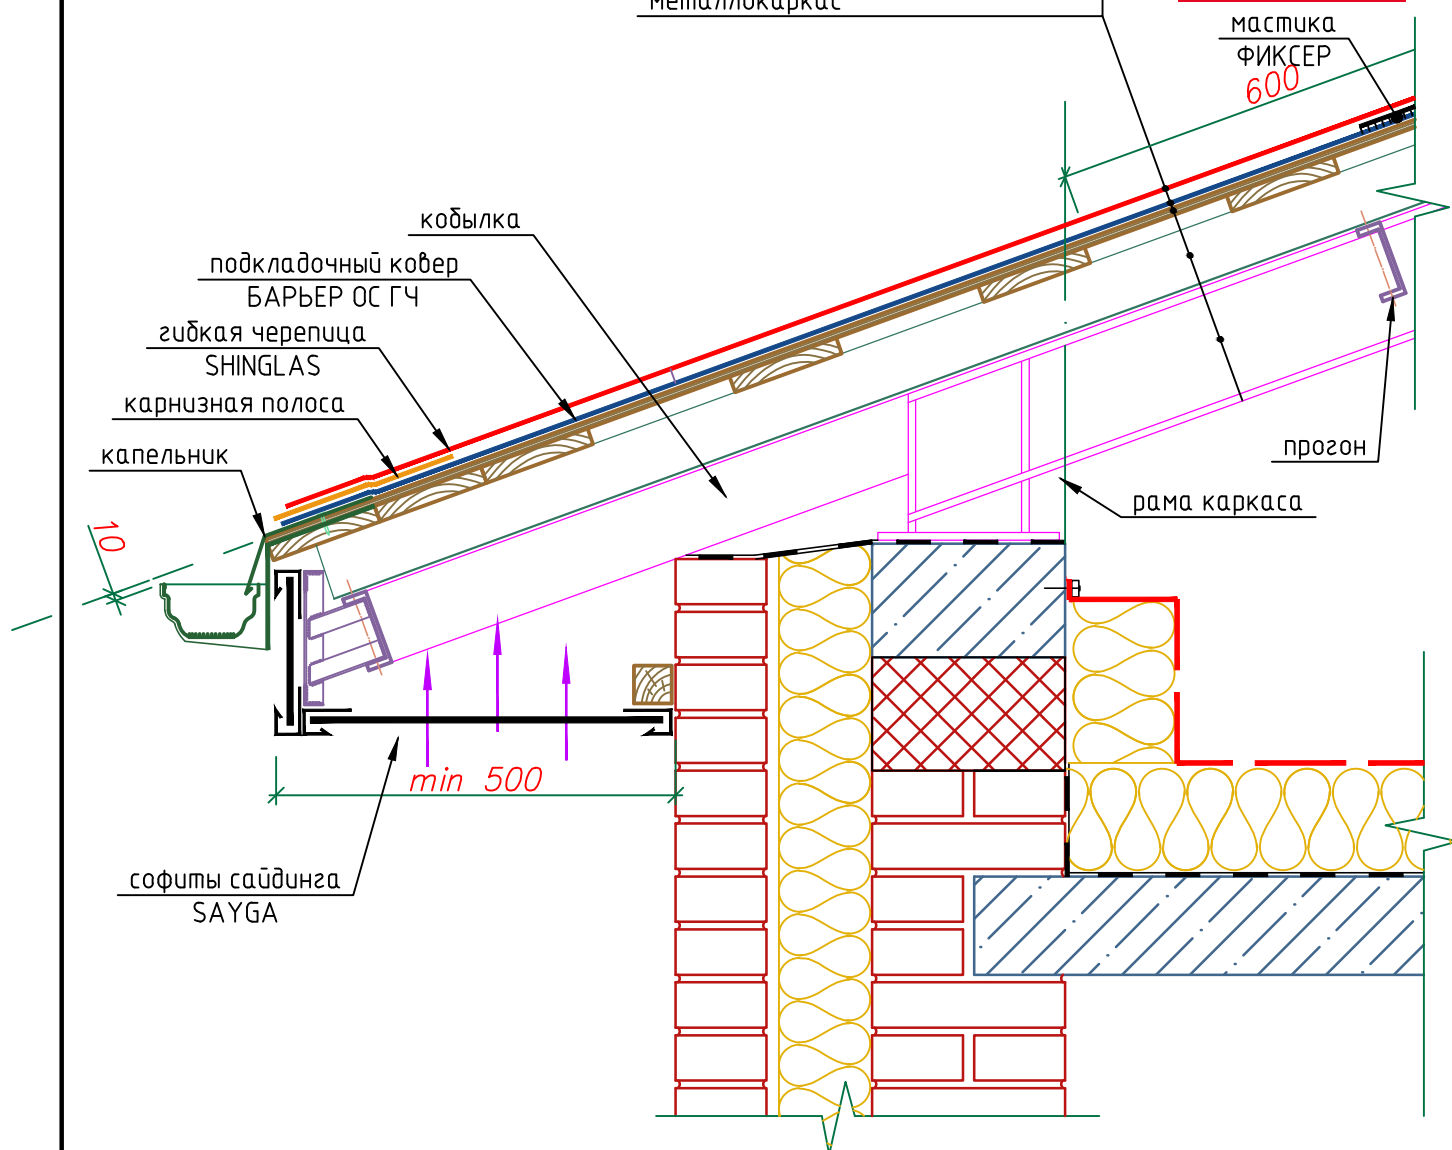 металлокаркас
мастика
ФИКСЕР
600
кобылка
подкладочный ковер
БАРЬЕР ОС ГЧ
гибкая черепица
SHINGLAS
карнизная полоса
капельник
10
прогон
рама каркаса
min 500
софиты сайдинга
SAYGA